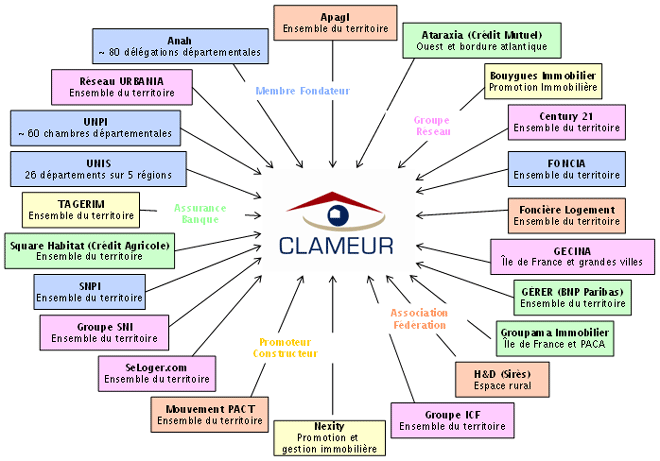 Apagl
Ensemble du territoire
Anah
~ 80 délégations départementales
Ataraxia (Crédit Mutuel)
Ouest et bordure atlantique
Réseau URBANIA
Ensemble du territoire
Membre Fondateur
Bouygues Immobilier
Promotion Immobilière
UNPI
~ 60 chambres départementales
Groupe
Réseau
Century 21
Ensemble du territoire
UNIS
26 départements sur 5 régions
FONCIA
Ensemble du territoire
TAGERIM
Ensemble du territoire
Assurance
Banque
CLAMEUR
Foncière Logement
Ensemble du territoire
Square Habitat (Crédit Agricole)
Ensemble du territoire
GECINA
Île de France et grandes villes
SNPI
Ensemble du territoire
GERER (BNP Paribas)
Ensemble du territoire
Groupe SNI
Ensemble du territoire
Association
Fédération
Groupama Immobilier
Île de France et PACA
SeLoger.com
Ensemble du territoire
Promoteur
Constructeur
H&D (Sirès)
Espace rural
Mouvement PACT
Ensemble du territoire
Nexity
Promotion et
gestion immobilière
Groupe ICF
Ensemble du territoire